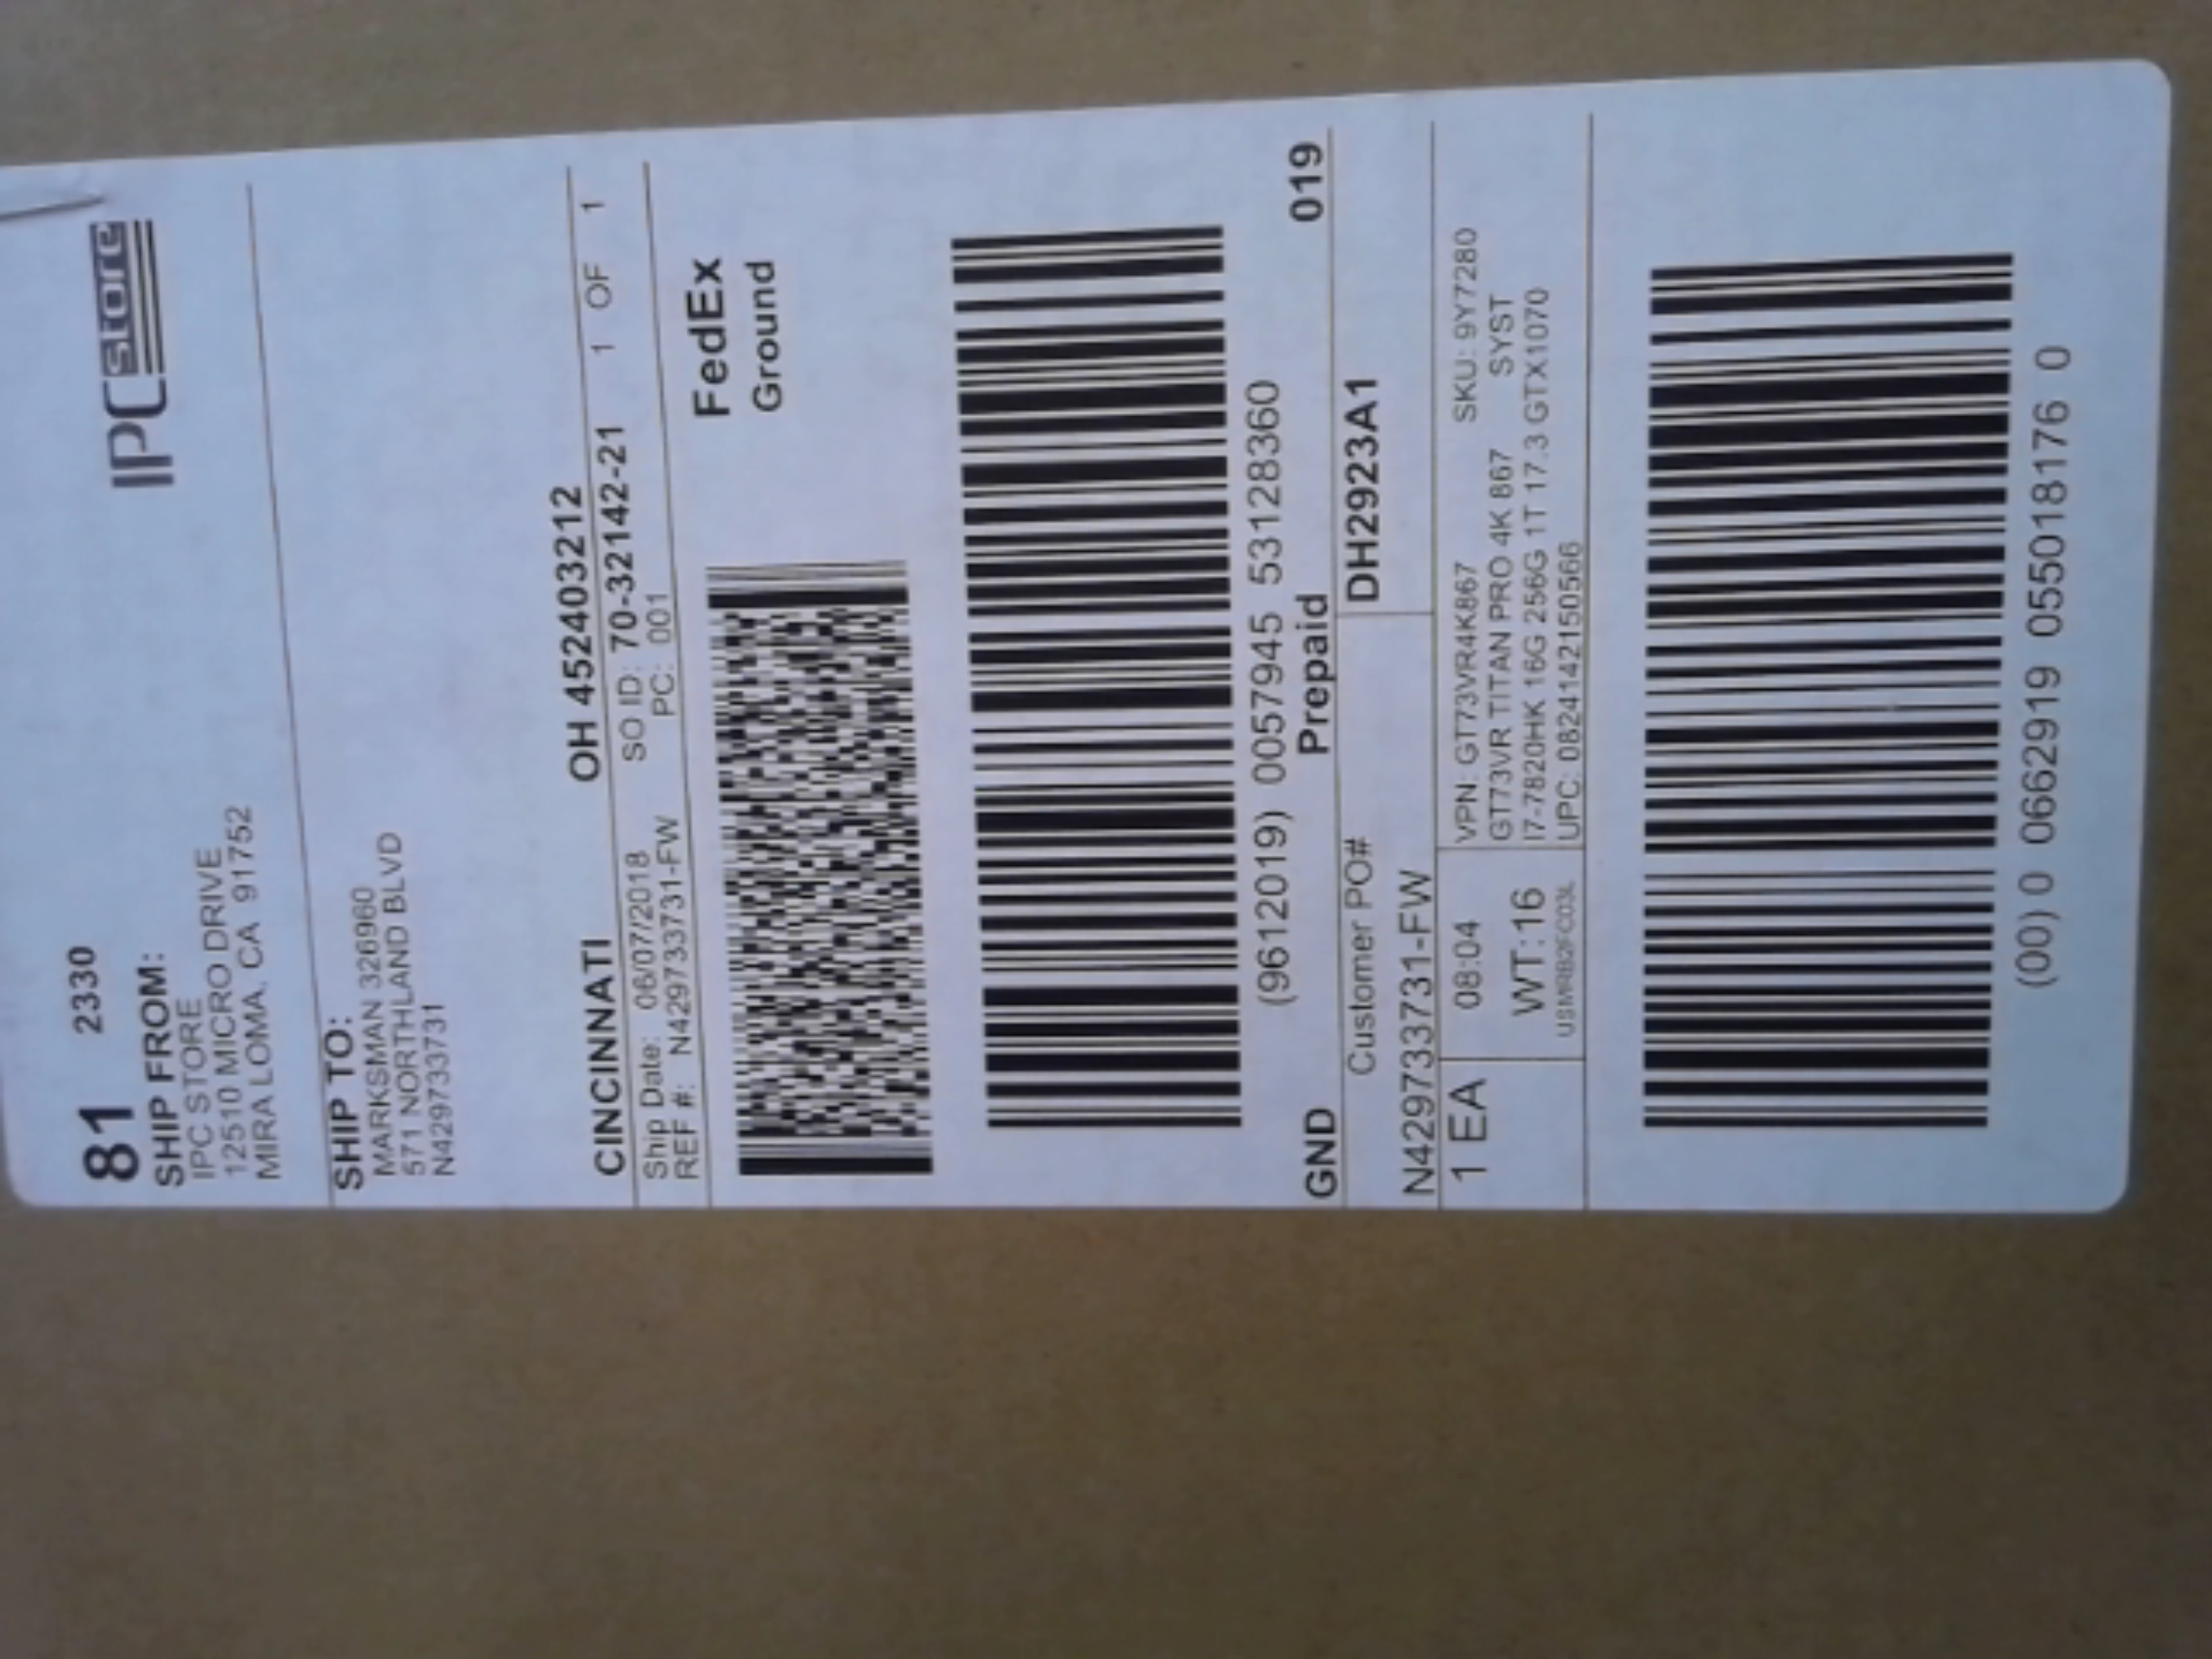 81 2330
IPC store
SHIP FROM:
IPC STORE
12510 MICRO DRIVE
MIRA LOMA, CA 91752
SHIP TO:
MARKSMAN 326960
571 NORTHLAND BLVD
N429733731
CINCINNATI OH 452403212
Ship Date: 06/07/2018 SO ID: 70-32142-21 1 OF 1
REF #: N429733731-FW PC: 001
FedEx
Ground
(9612019) 0057945 53128360
GND Prepaid 019
Customer PO# DH2923A1
N429733731-FW
1 EA 08:04
WT:16
USMRB2FC03L
VPN: GT73VR4K867 SKU: 9Y7280
GT73VR TITAN PRO 4K 867 SYST
I7-7820HK 16G 256G 1T 17.3 GTX1070
UPC: 0824142150566
(00) 0 0662919 055018176 0